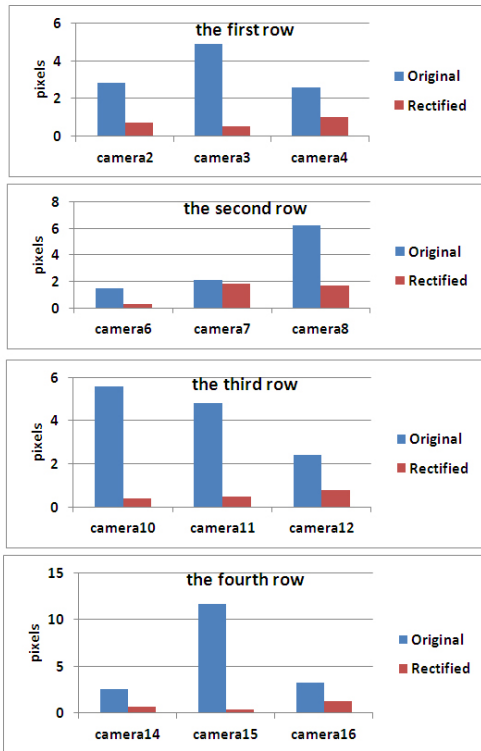 the first row
pixels
6
4
2
0
camera2 camera3 camera4
Original
Rectified
the second row
pixels
8
6
4
2
0
camera6 camera7 camera8
Original
Rectified
the third row
pixels
6
4
2
0
camera10 camera11 camera12
Original
Rectified
the fourth row
pixels
15
10
5
0
camera14 camera15 camera16
Original
Rectified